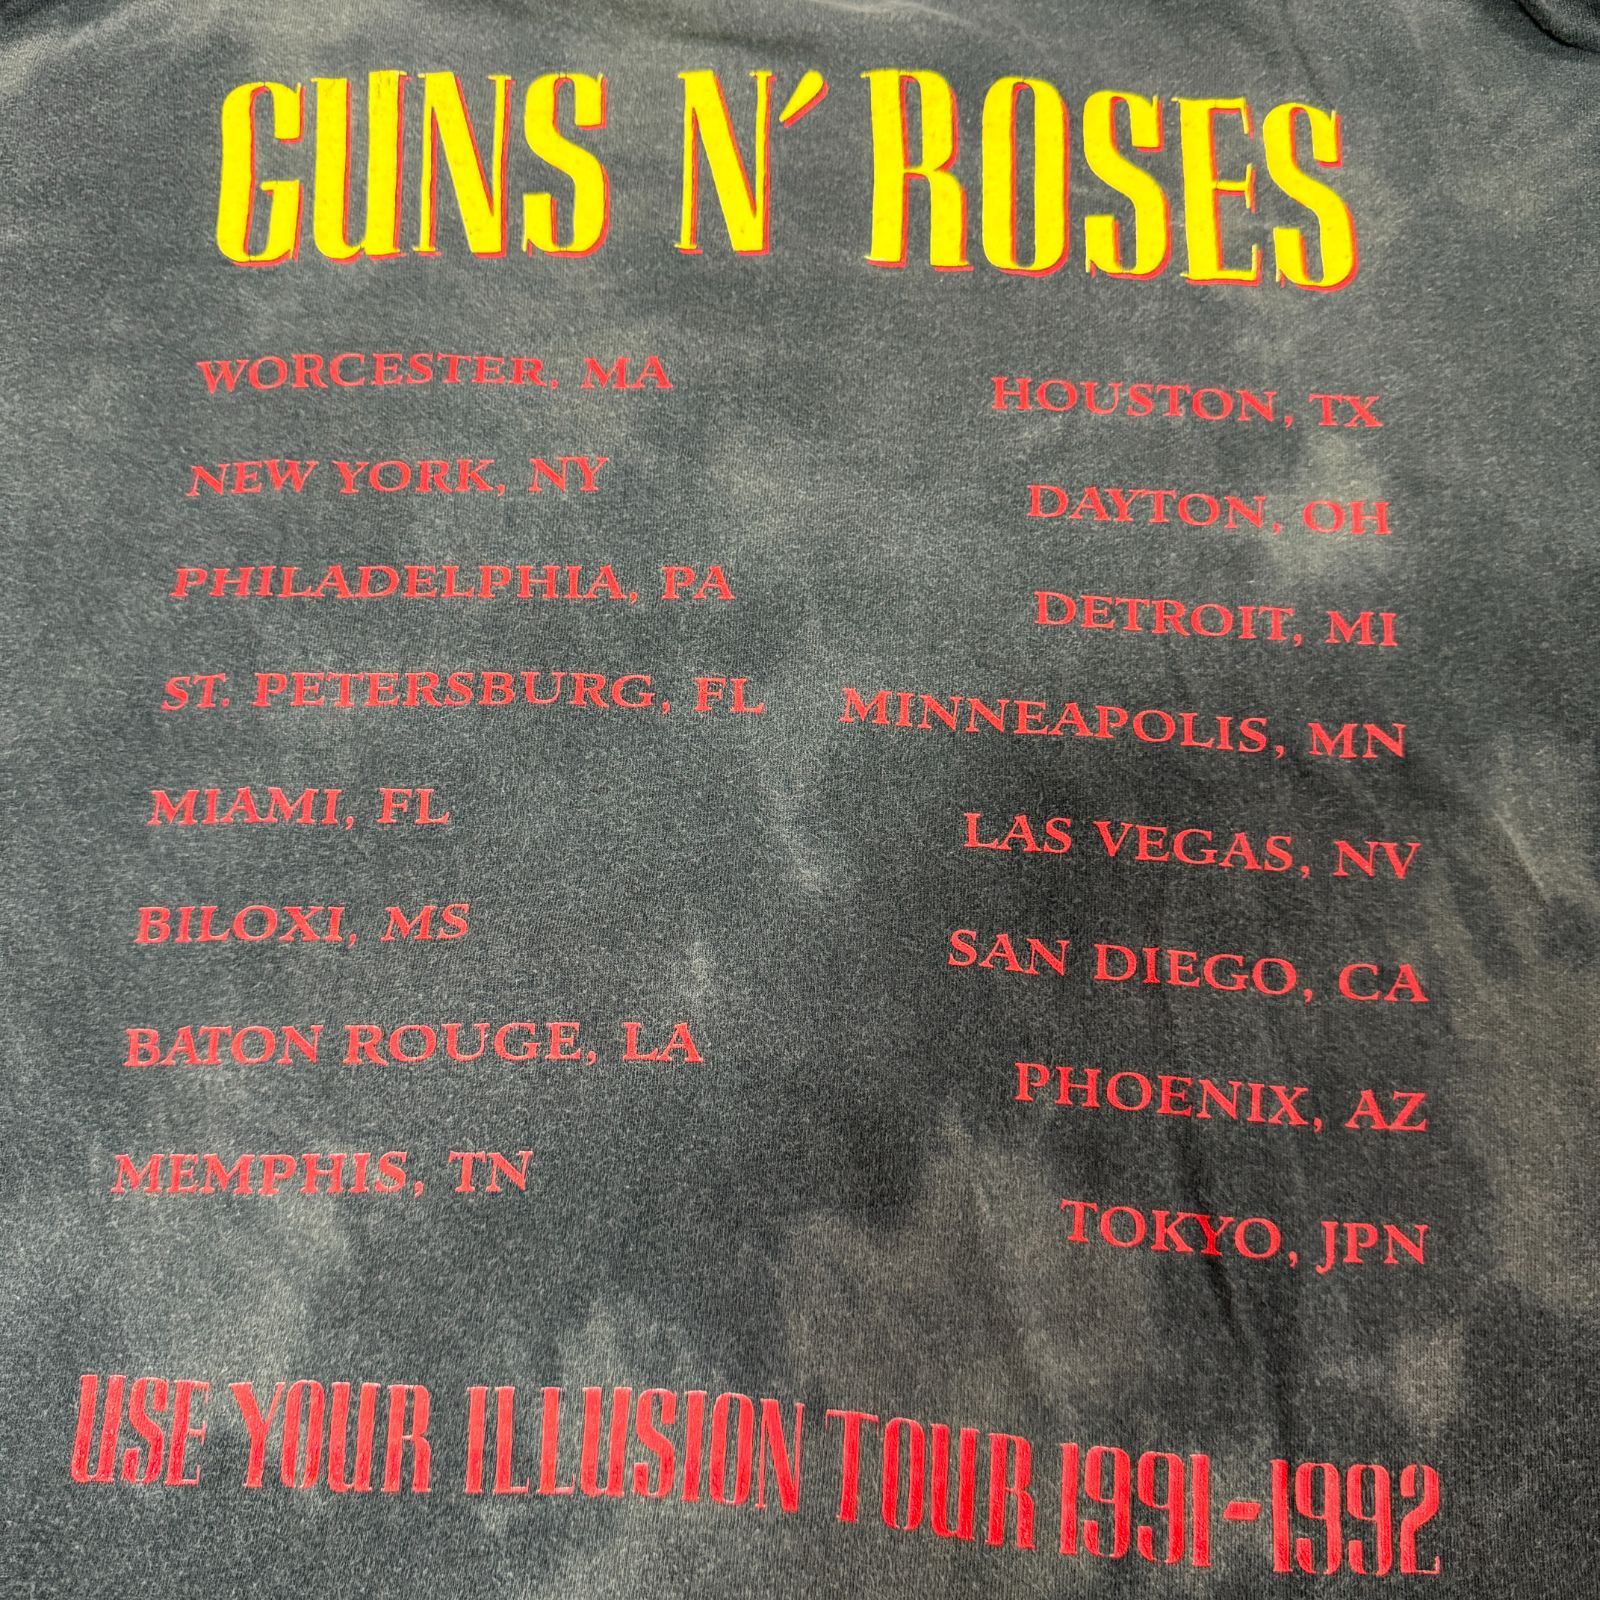 GUNS N' ROSES
WORCESTER, MA
NEW YORK, NY
PHILADELPHIA, PA
ST. PETERSBURG, FL
MIAMI, FL
BILOXI, MS
BATON ROUGE, LA
MEMPHIS, TN
HOUSTON, TX
DAYTON, OH
DETROIT, MI
MINNEAPOLIS, MN
LAS VEGAS, NV
SAN DIEGO, CA
PHOENIX, AZ
TOKYO, JPN
USE YOUR ILLUSION TOUR 1991-1992